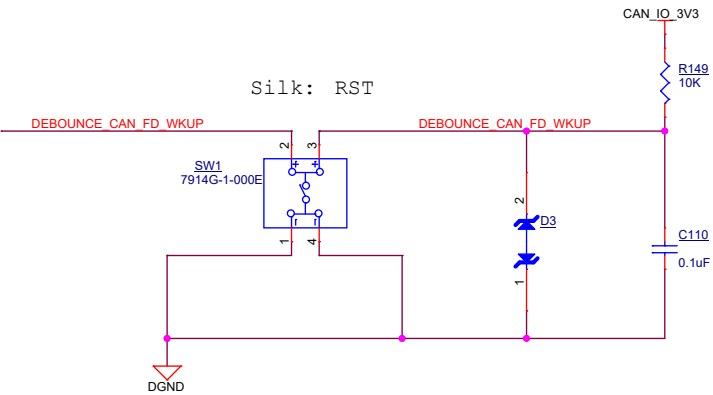 CAN_IO_3V3
R149
10K
Silk: RST
DEBOUNCE_CAN_FD_WKUP
DEBOUNCE_CAN_FD_WKUP
2
3
SW1
7914G-1-000E
+
+
1
4
2
D3
1
C110
0.1uF
DGND